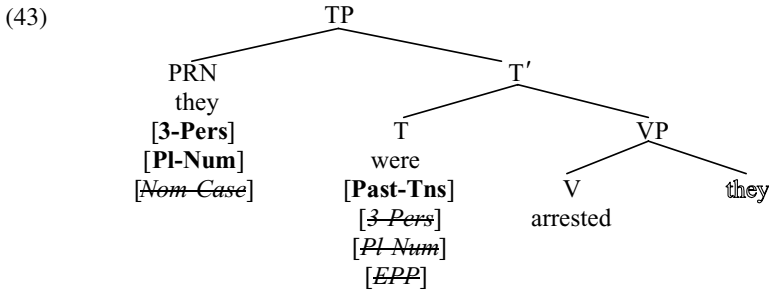 (43) TP
PRN T′
they
[3-Pers] T VP
[Pl-Num] were
[Nom-Case] [Past-Tns] V they
[3-Pers] arrested
[Pl-Num]
[EPP]